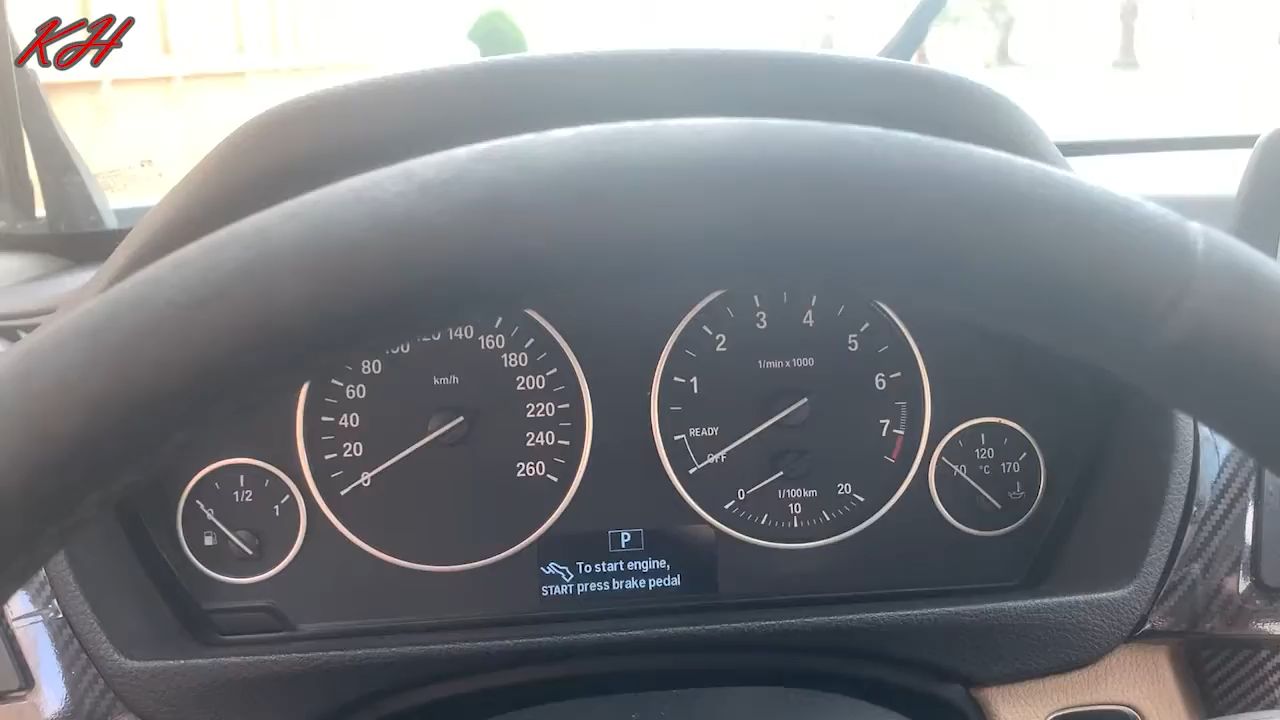 KH
140
160
180
200
220
240
260
80
60
40
20
0
km/h
1/2
1
0
1
2
3
4
5
6
7
1/min x 1000
READY
OFF
0
l/100km
10
20
70
120
170
°C
P
To start engine,
START press brake pedal